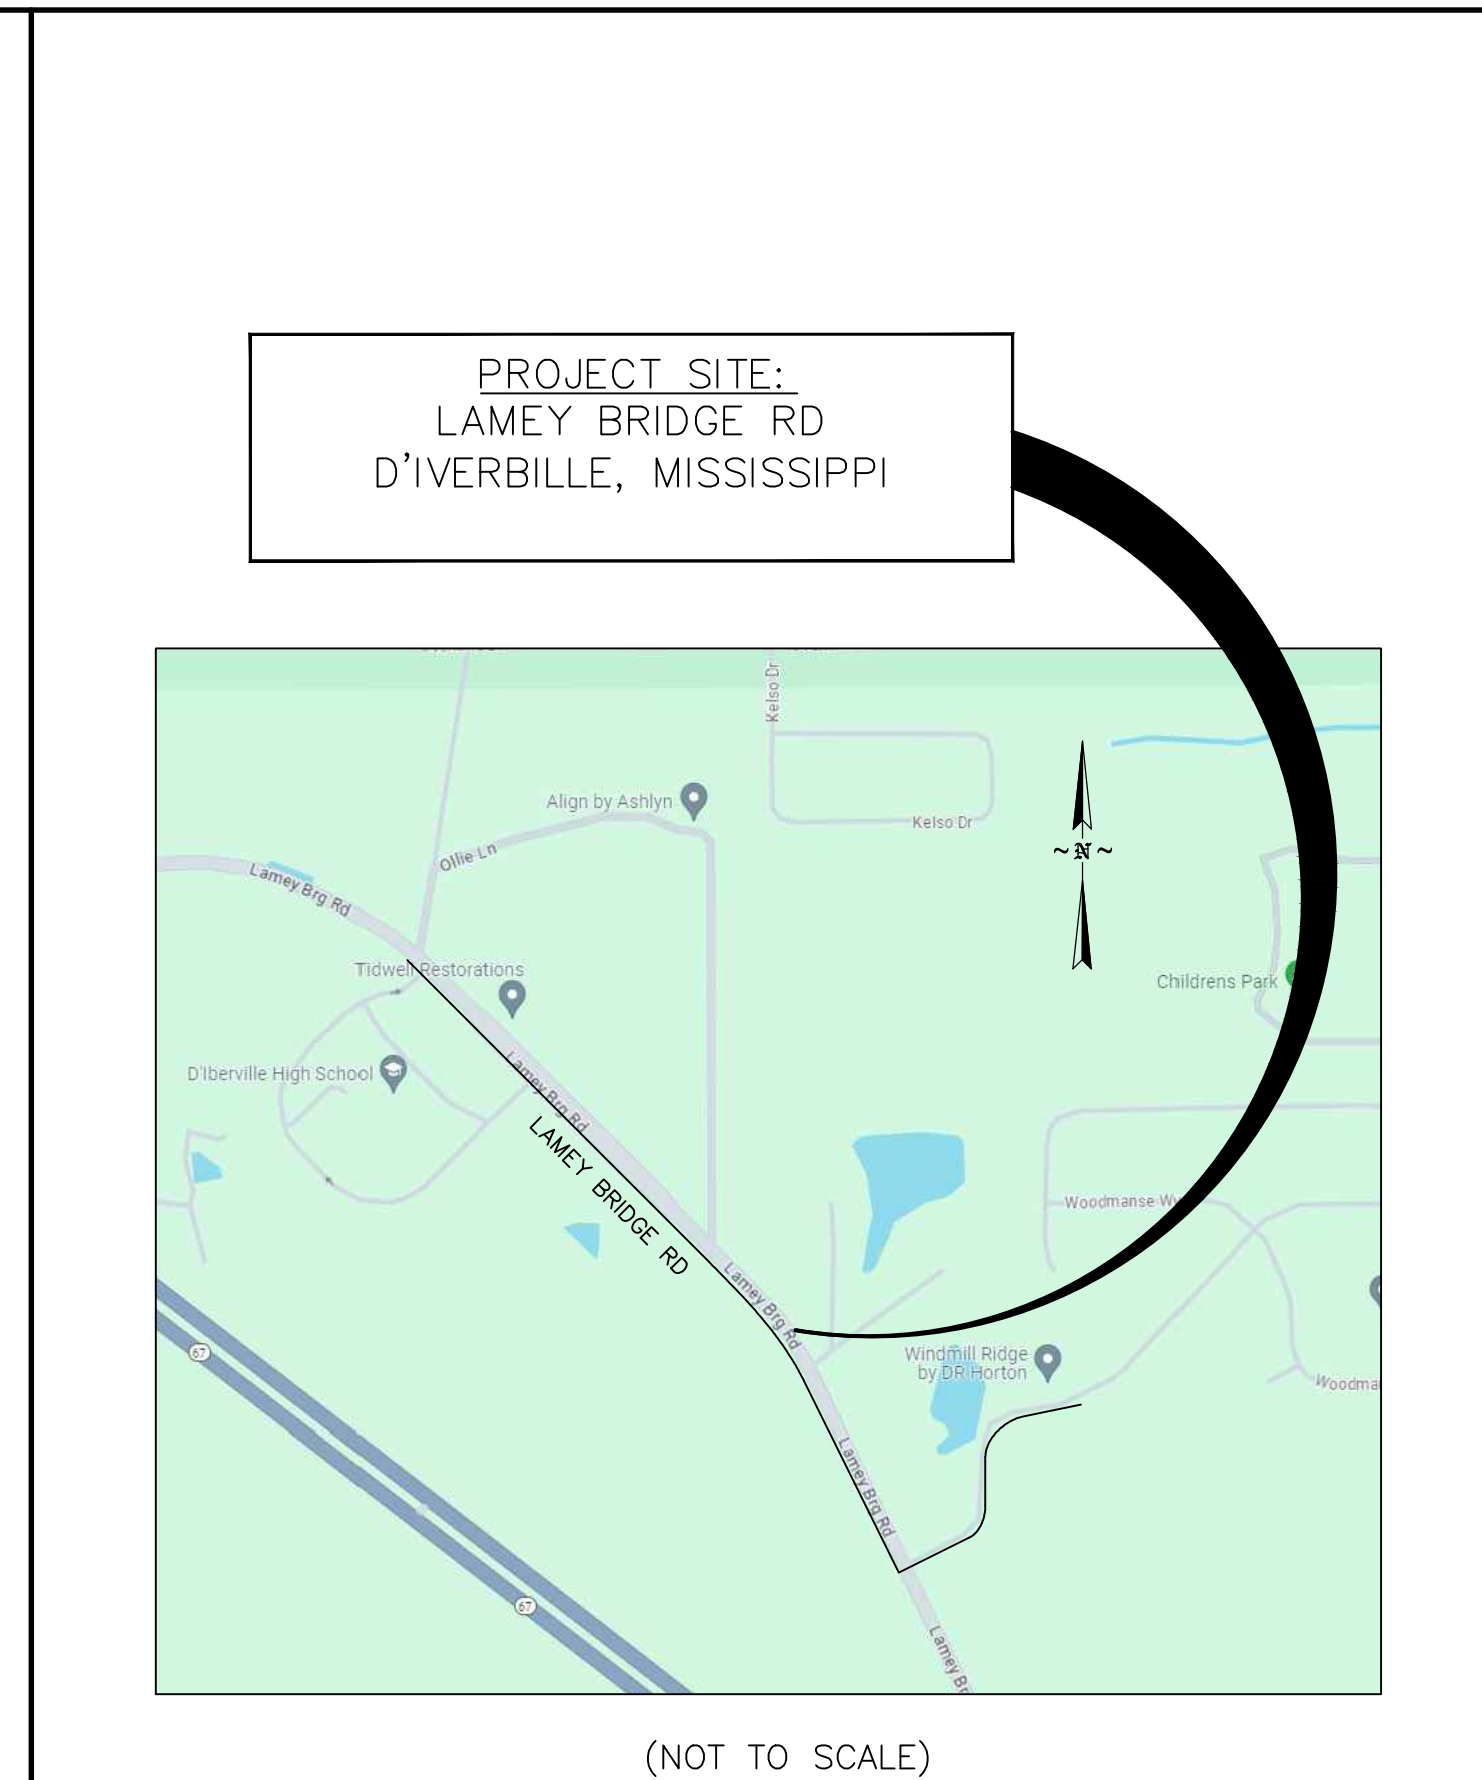 PROJECT SITE:
LAMEY BRIDGE RD
D'IVERBILLE, MISSISSIPPI
Kelso Dr
Align by Ashlyn
Kelso Dr
~N~
Ollie Ln
Lamey Brg Rd
Tidwell Restorations
Childrens Park
D'Iberville High School
Lamey Brg Rd
LAMEY BRIDGE RD
Woodmanse Wy
Lamey Brg Rd
67
Windmill Ridge
by DR Horton
Woodma
Lamey Brg Rd
67
Lamey Br
(NOT TO SCALE)